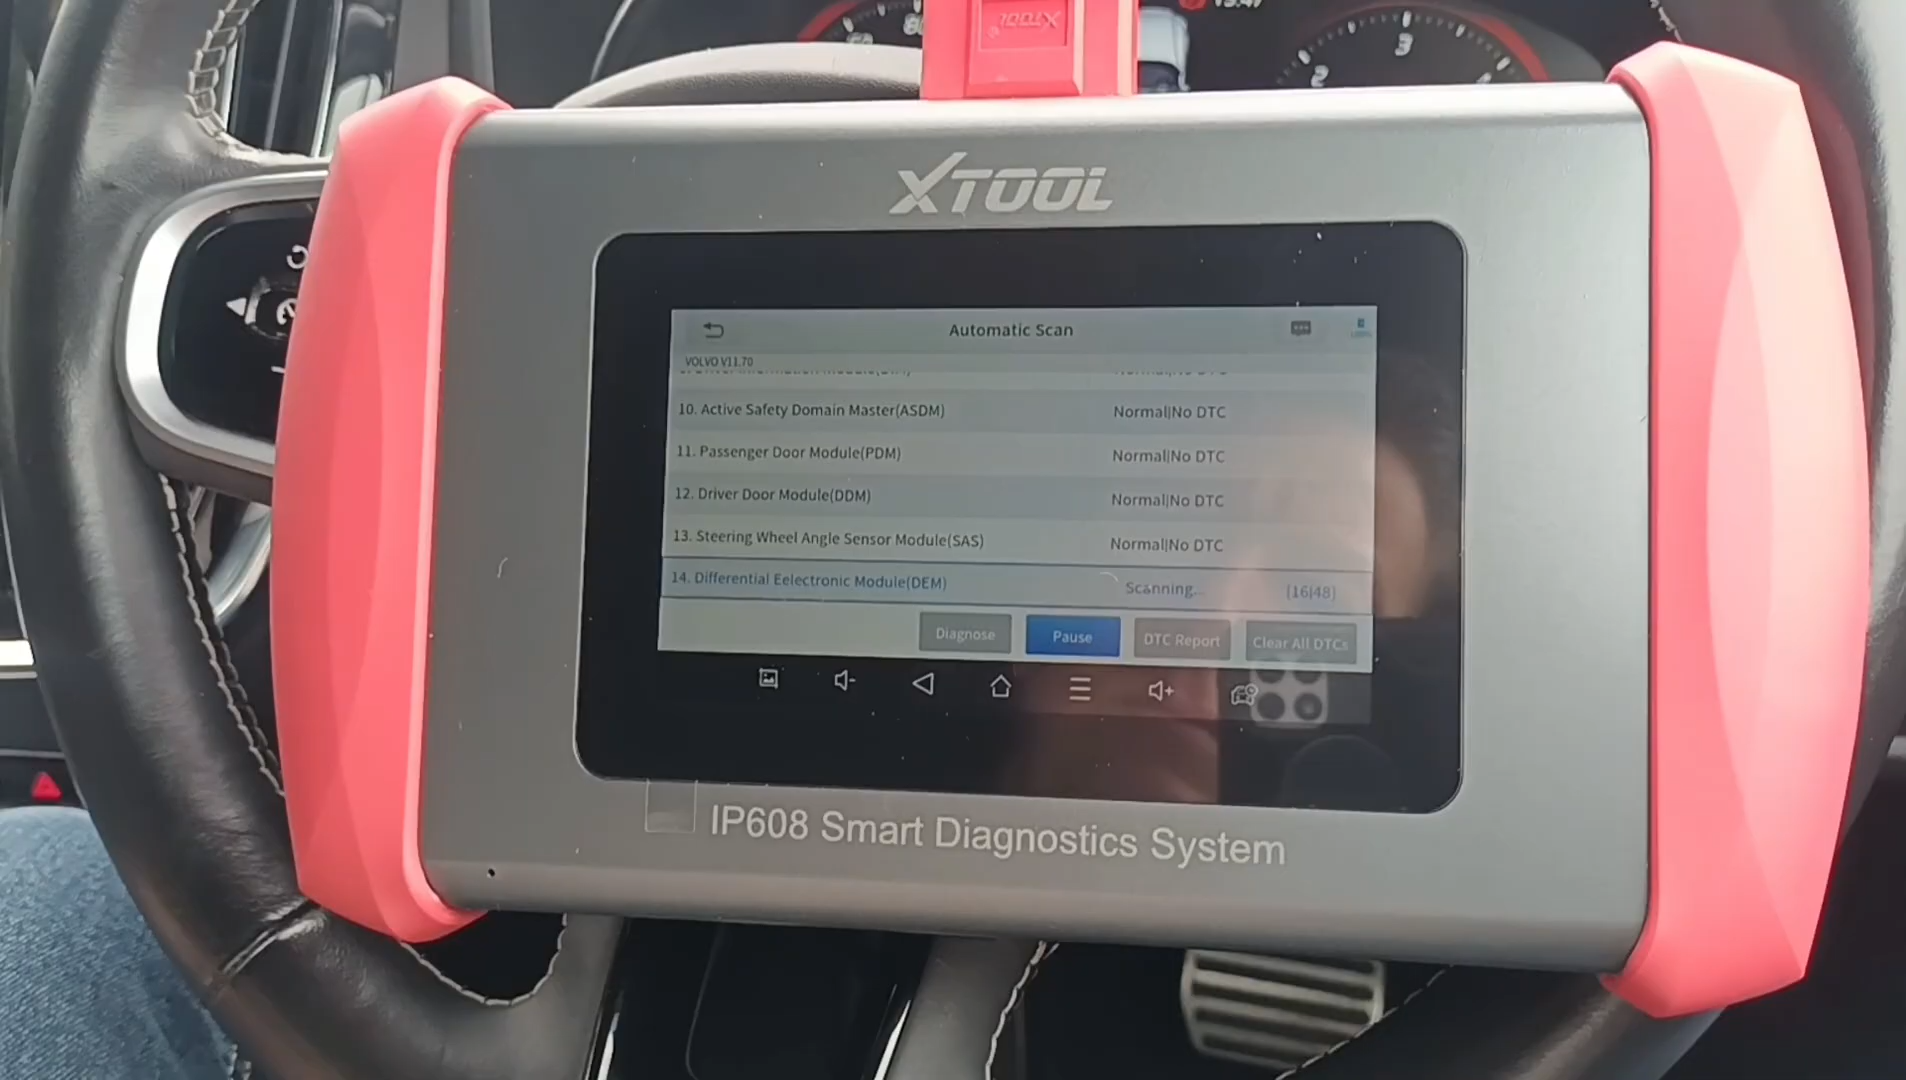 XTOOL
3
2
XTOOL
Automatic Scan
VOLVO V11.70
10. Active Safety Domain Master(ASDM) Normal|No DTC
11. Passenger Door Module(PDM) Normal|No DTC
12. Driver Door Module(DDM) Normal|No DTC
13. Steering Wheel Angle Sensor Module(SAS) Normal|No DTC
14. Differential Eelectronic Module(DEM) Scanning... (16|48)
Diagnose Pause DTC Report Clear All DTCs
IP608 Smart Diagnostics System